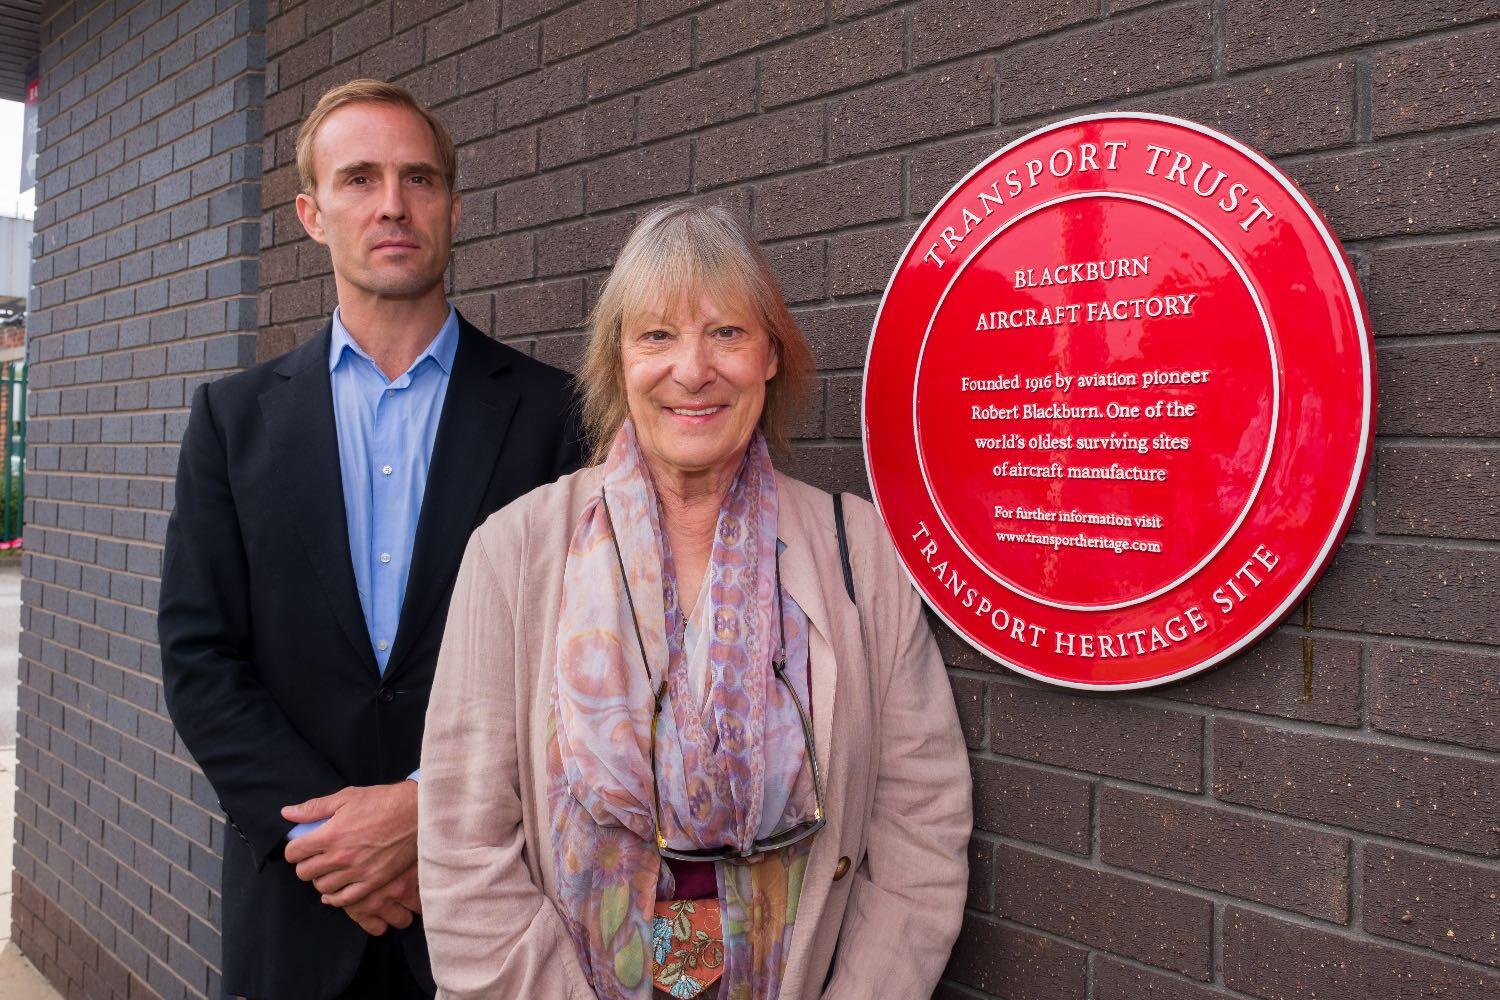 TRANSPORT TRUST
BLACKBURN
AIRCRAFT FACTORY
Founded 1916 by aviation pioneer
Robert Blackburn. One of the
world's oldest surviving sites
of aircraft manufacture
For further information visit
www.transportheritage.com
TRANSPORT HERITAGE SITE